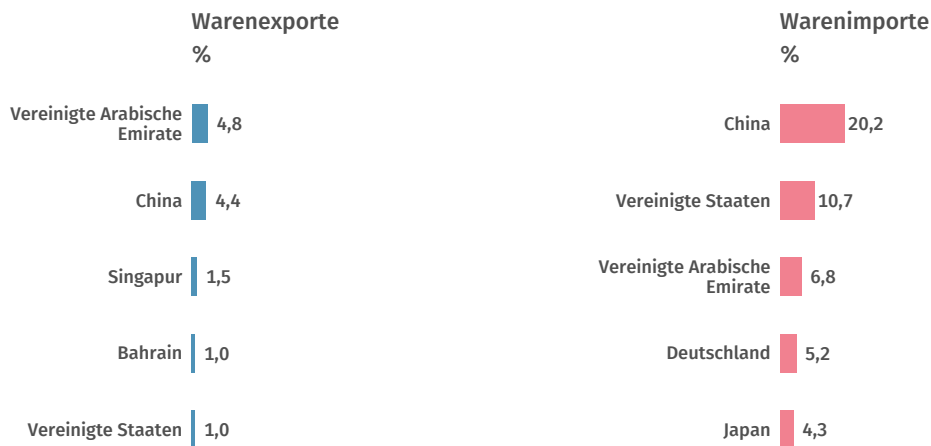 Warenexporte
%
Vereinigte Arabische
Emirate
4,8
China
4,4
Singapur
1,5
Bahrain
1,0
Vereinigte Staaten
1,0
Warenimporte
%
China
20,2
Vereinigte Staaten
10,7
Vereinigte Arabische
Emirate
6,8
Deutschland
5,2
Japan
4,3